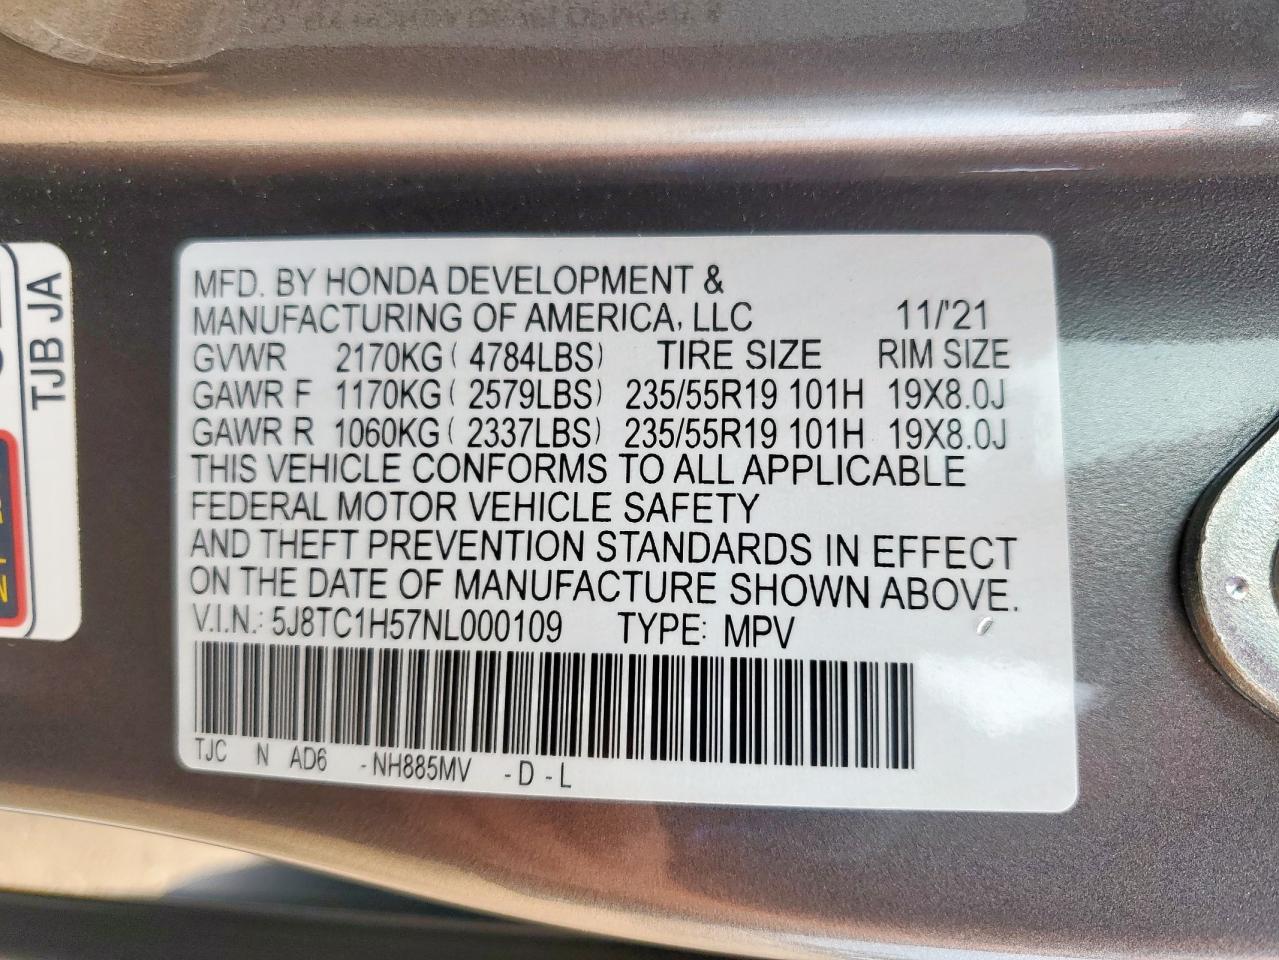 MFD. BY HONDA DEVELOPMENT &
MANUFACTURING OF AMERICA, LLC 11/'21
GVWR 2170KG ( 4784LBS) TIRE SIZE RIM SIZE
GAWR F 1170KG ( 2579LBS) 235/55R19 101H 19X8.0J
GAWR R 1060KG ( 2337LBS) 235/55R19 101H 19X8.0J
THIS VEHICLE CONFORMS TO ALL APPLICABLE
FEDERAL MOTOR VEHICLE SAFETY
AND THEFT PREVENTION STANDARDS IN EFFECT
ON THE DATE OF MANUFACTURE SHOWN ABOVE.
V.I.N.: 5J8TC1H57NL000109 TYPE: MPV
TJC N AD6 -NH885MV -D -L
TJB JA